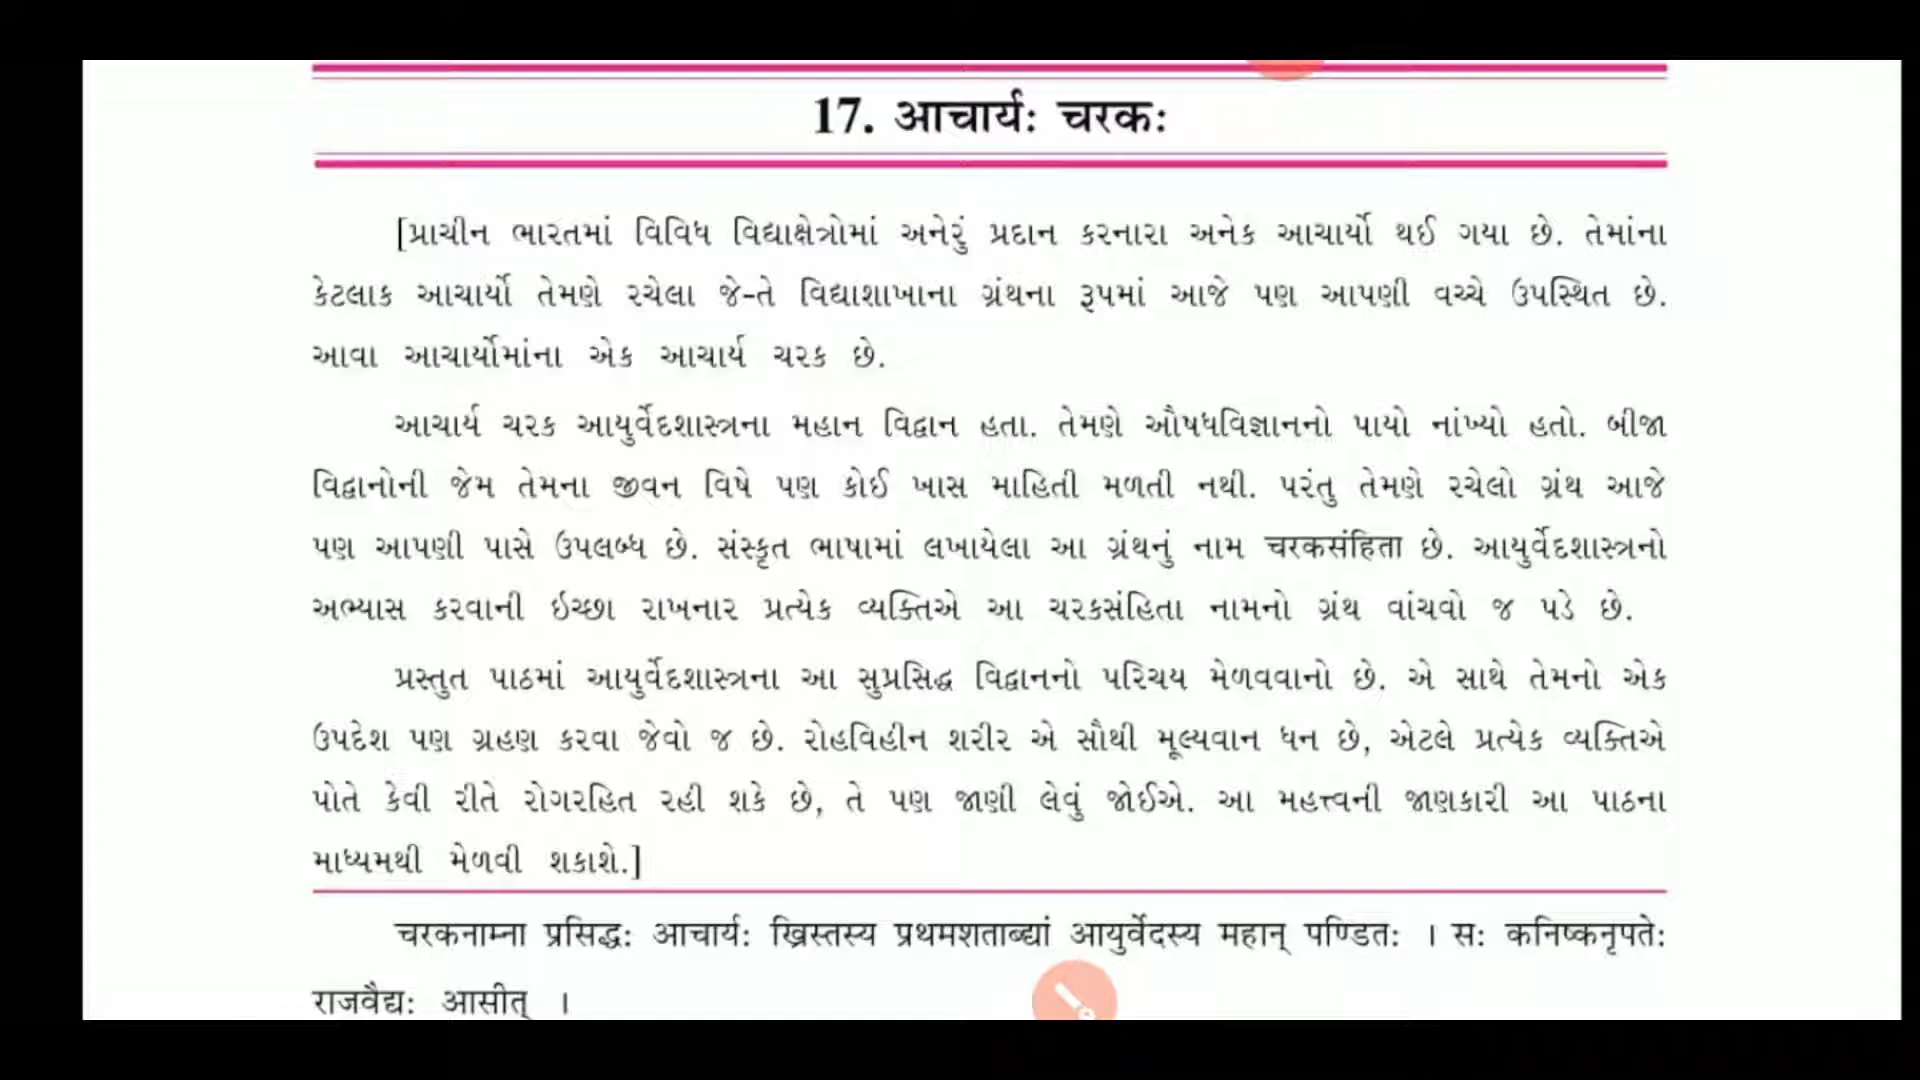 17. आचार्यः चरकः
[પ્રાચીન ભારતમાં વિવિધ વિદ્યાક્ષેત્રોમાં અનેરું પ્રદાન કરનારા અનેક આચાર્યો થઈ ગયા છે. તેમાંના
કેટલાક આચાર્યો તેમણે રચેલા જે-તે વિદ્યાશાખાના ગ્રંથના રૂપમાં આજે પણ આપણી વચ્ચે ઉપસ્થિત છે.
આવા આચાર્યોમાંના એક આચાર્ય ચરક છે.
આચાર્ય ચરક આયુર્વેદશાસ્ત્રના મહાન વિદ્વાન હતા. તેમણે ઔષધવિજ્ઞાનનો પાયો નાંખ્યો હતો. બીજા
વિદ્વાનોની જેમ તેમના જીવન વિષે પણ કોઈ ખાસ માહિતી મળતી નથી. પરંતુ તેમણે રચેલો ગ્રંથ આજે
પણ આપણી પાસે ઉપલબ્ધ છે. સંસ્કૃત ભાષામાં લખાયેલા આ ગ્રંથનું નામ चरकसंहिता છે. આયુર્વેદશાસ્ત્રનો
અભ્યાસ કરવાની ઇચ્છા રાખનાર પ્રત્યેક વ્યક્તિએ આ ચરકસંહિતા નામનો ગ્રંથ વાંચવો જ પડે છે.
પ્રસ્તુત પાઠમાં આયુર્વેદશાસ્ત્રના આ સુપ્રસિદ્ધ વિદ્વાનનો પરિચય મેળવવાનો છે. એ સાથે તેમનો એક
ઉપદેશ પણ ગ્રહણ કરવા જેવો જ છે. રોહવિહીન શરીર એ સૌથી મૂલ્યવાન ધન છે, એટલે પ્રત્યેક વ્યક્તિએ
પોતે કેવી રીતે રોગરહિત રહી શકે છે, તે પણ જાણી લેવું જોઈએ. આ મહત્ત્વની જાણકારી આ પાઠના
માધ્યમથી મેળવી શકાશે.]
चरकनाम्ना प्रसिद्धः आचार्यः ख्रिस्तस्य प्रथमशताब्द्यां आयुर्वेदस्य महान् पण्डितः । सः कनिष्कनृपतेः
राजवैद्यः आसीत् ।